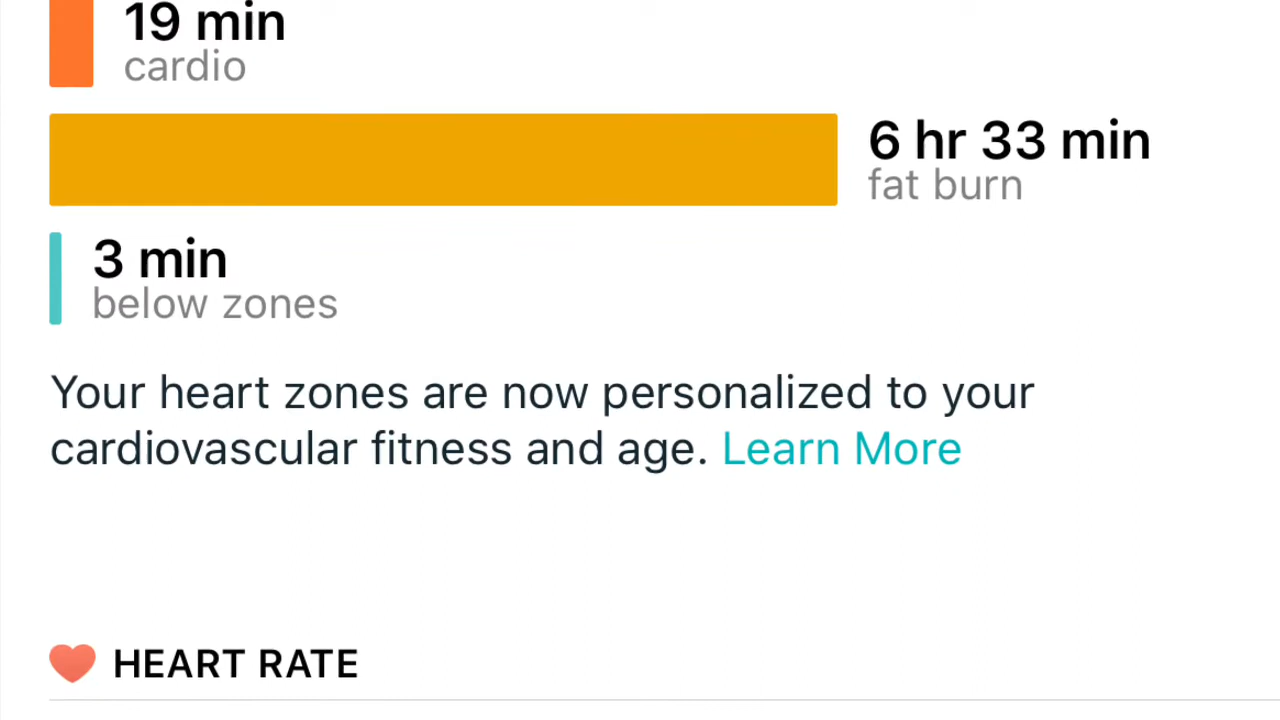 19 min
cardio
6 hr 33 min
fat burn
3 min
below zones
Your heart zones are now personalized to your
cardiovascular fitness and age. Learn More
HEART RATE